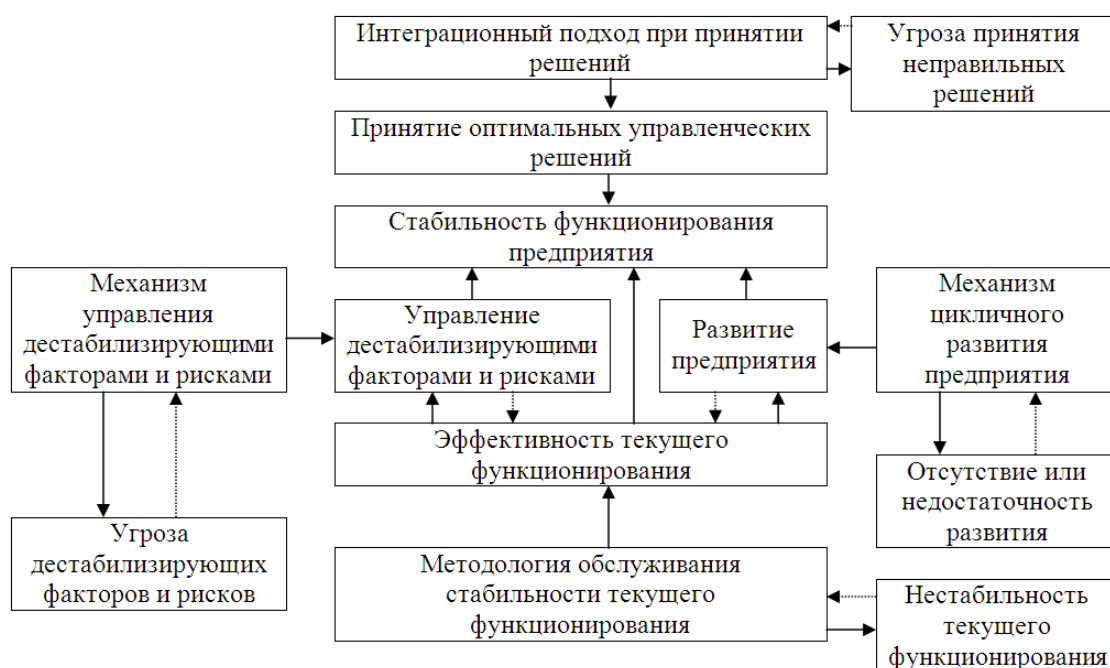 Интеграционный подход при принятии
решений
Угроза принятия
неправильных
решений
Принятие оптимальных управленческих
решений
Стабильность функционирования
предприятия
Механизм
управления
дестабилизирующими
факторами и рисками
Управление
дестабилизирующими
факторами и рисками
Развитие
предприятия
Механизм
цикличного
развития
предприятия
Эффективность текущего
функционирования
Отсутствие или
недостаточность
развития
Угроза
дестабилизирующих
факторов и рисков
Методология обслуживания
стабильности текущего
функционирования
Нестабильность
текущего
функционирования